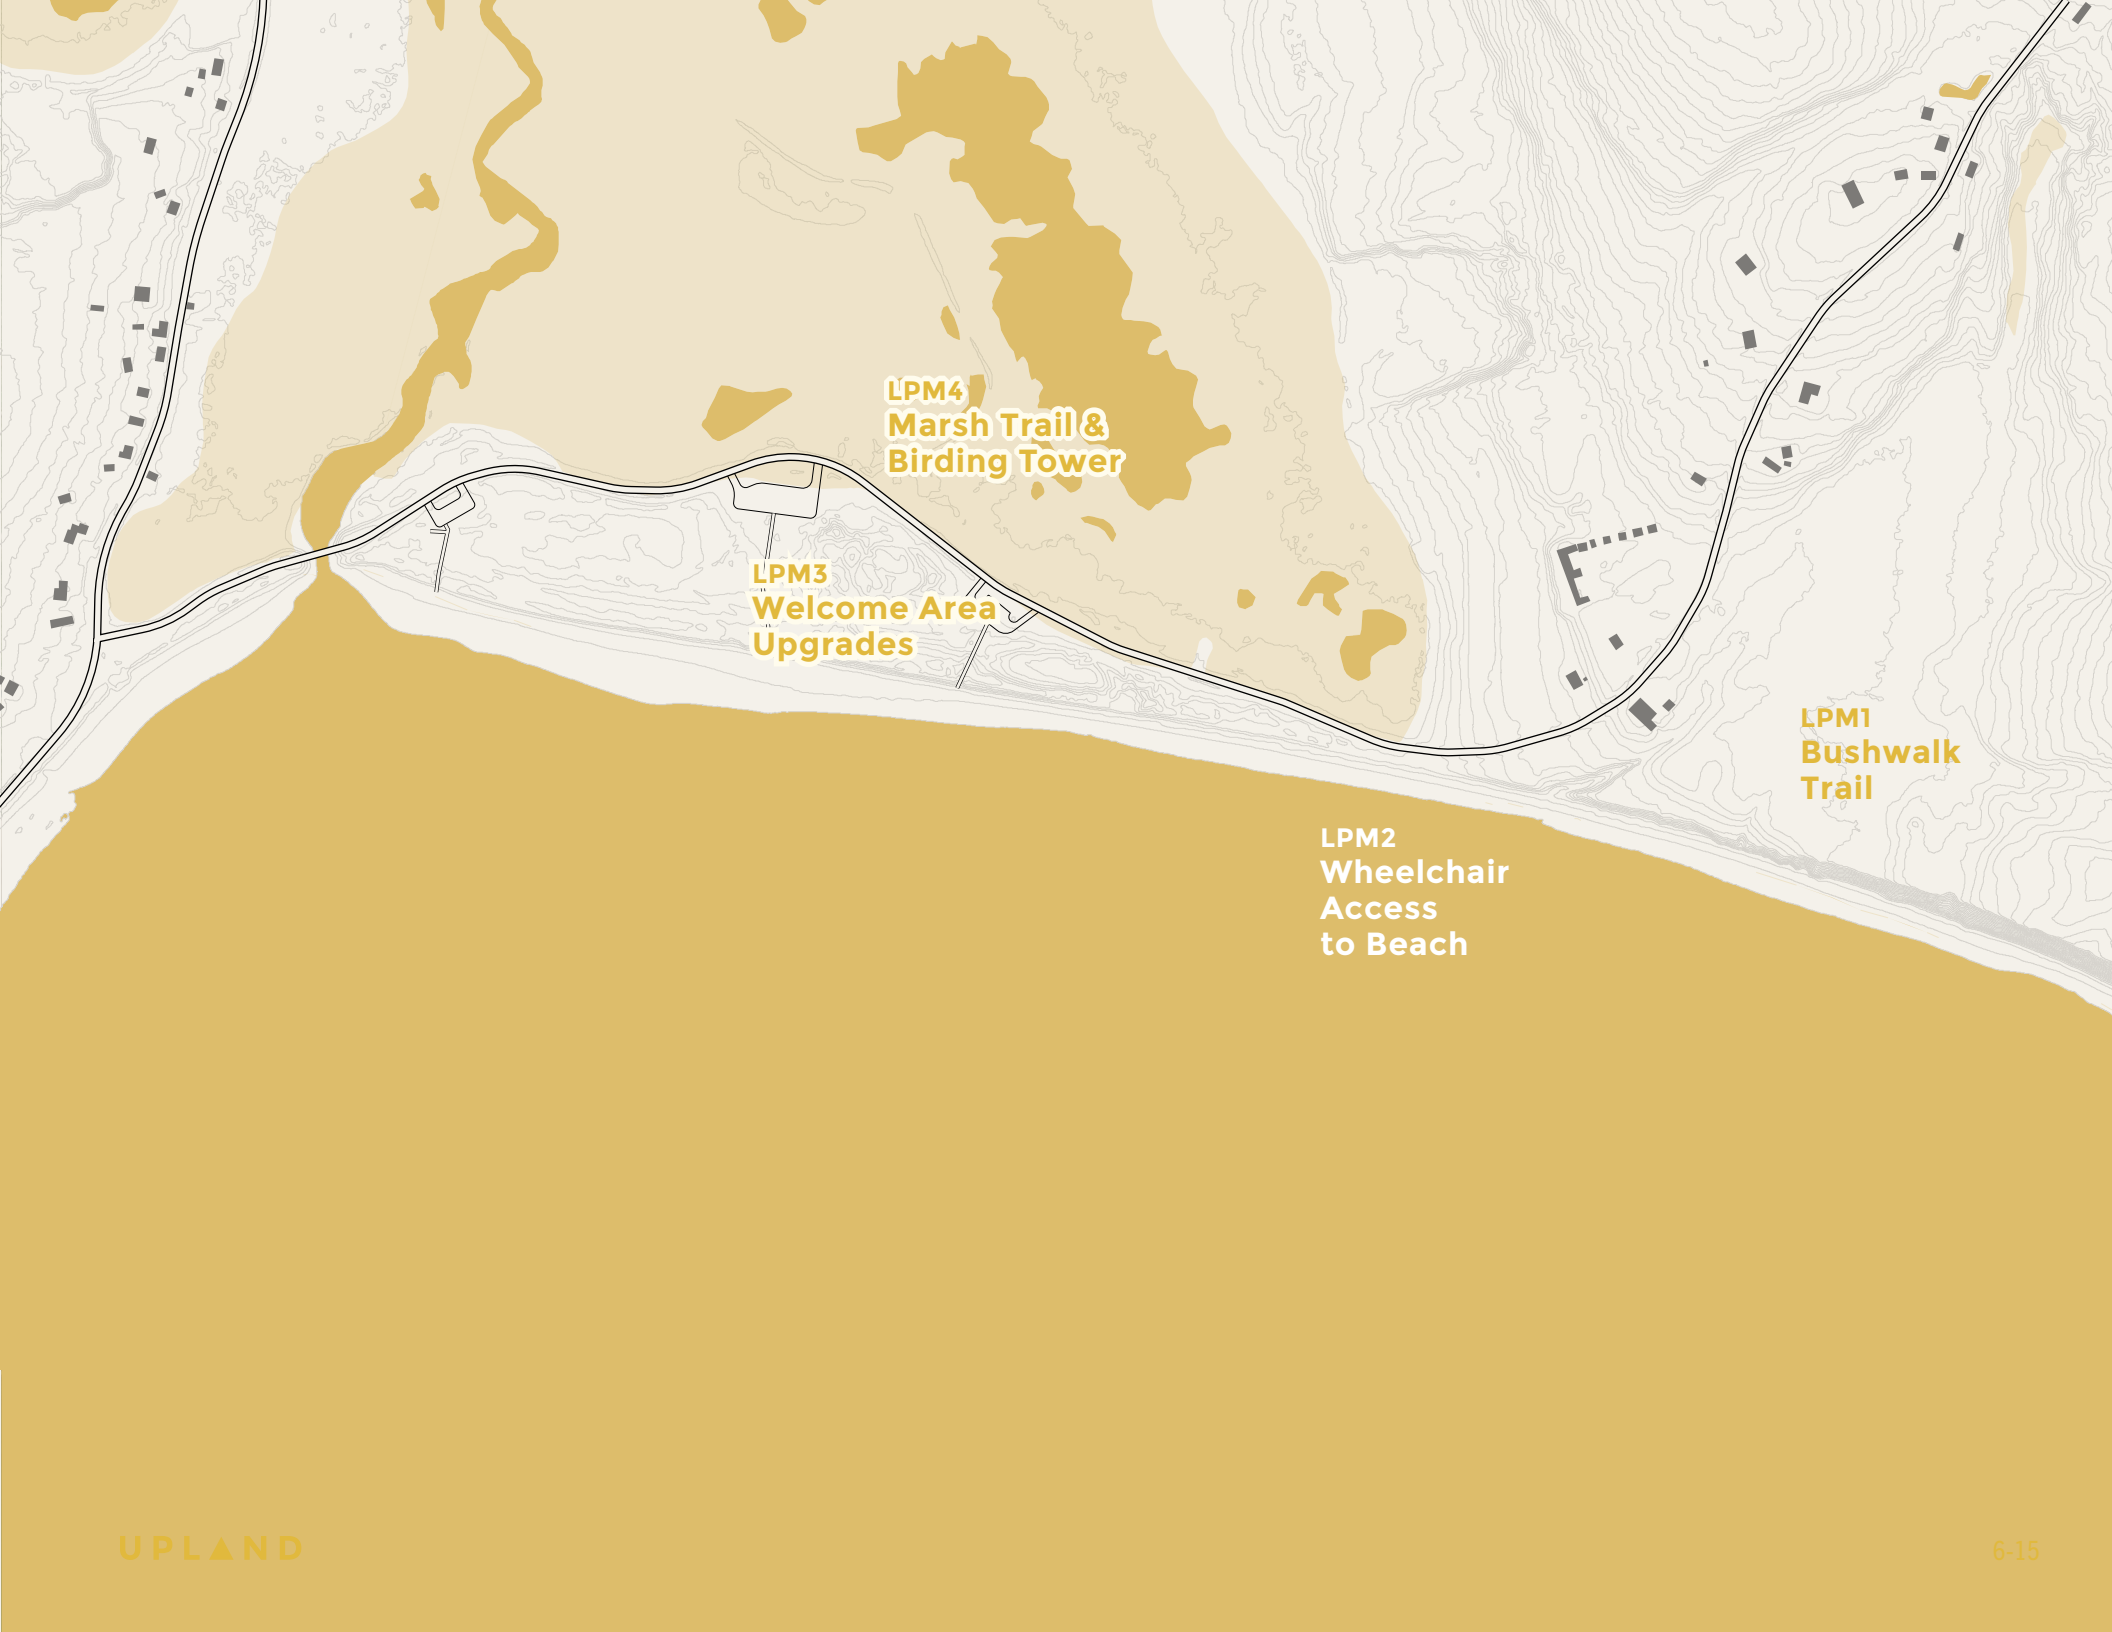 LPM4
Marsh Trail &
Birding Tower
LPM3
Welcome Area
Upgrades
LPM1
Bushwalk
Trail
LPM2
Wheelchair
Access
to Beach
UPLAND
6-15